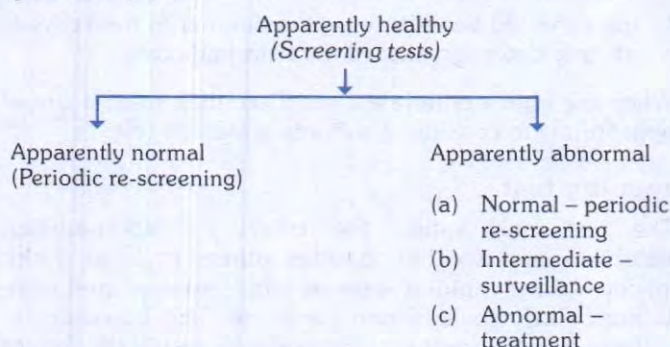 Apparently healthy
(Screening tests)
Apparently normal
(Periodic re-screening)
Apparently abnormal
(a) Normal – periodic
re-screening
(b) Intermediate –
surveillance
(c) Abnormal –
treatment